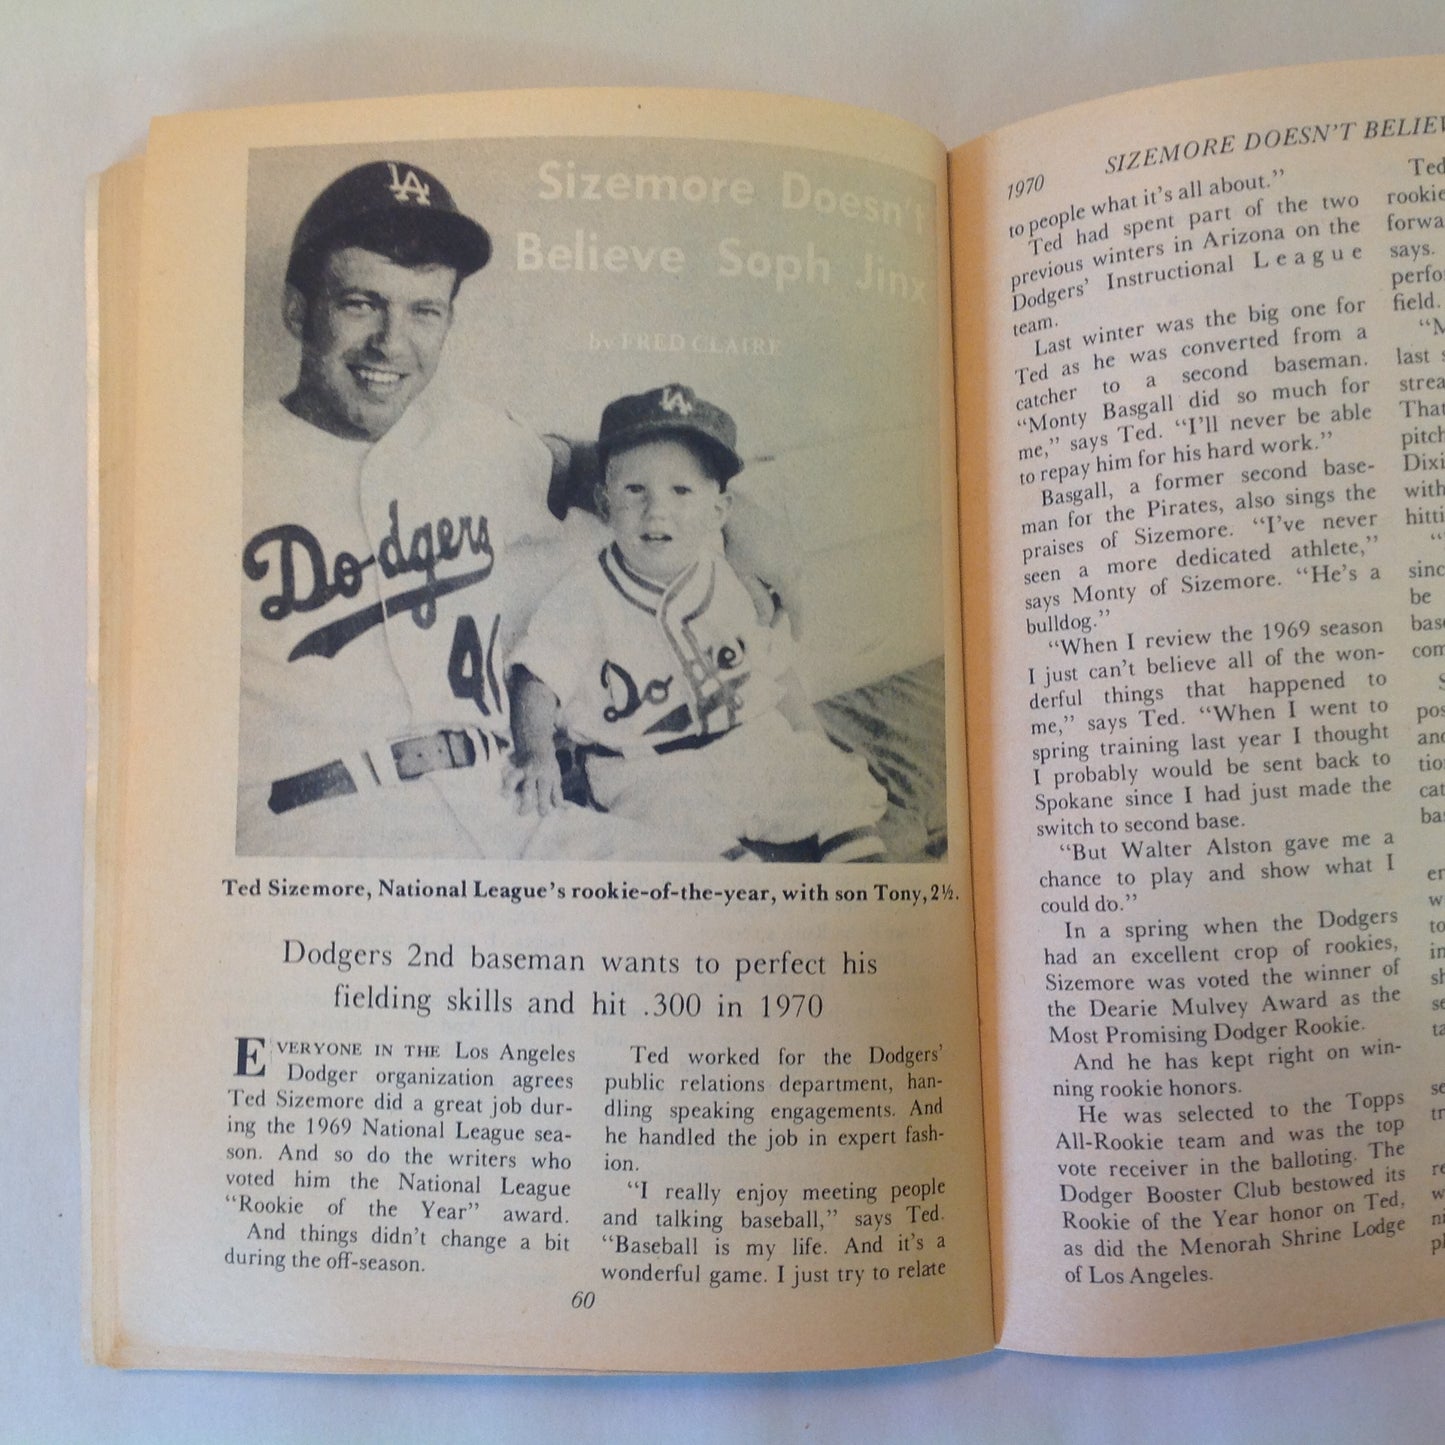 LA
Sizemore Doesn't
Believe Soph Jinx
by FRED CLAIRE
LA
Dodgers
Do
Ted Sizemore, National League's rookie-of-the-year, with son Tony, 2½.
Dodgers 2nd baseman wants to perfect his
fielding skills and hit .300 in 1970
EVERYONE IN THE Los Angeles
Dodger organization agrees
Ted Sizemore did a great job dur-
ing the 1969 National League sea-
son. And so do the writers who
voted him the National League
"Rookie of the Year" award.
And things didn't change a bit
during the off-season.
Ted worked for the Dodgers'
public relations department, han-
dling speaking engagements. And
he handled the job in expert fash-
ion.
"I really enjoy meeting people
and talking baseball," says Ted.
"Baseball is my life. And it's a
wonderful game. I just try to relate
60
1970 SIZEMORE DOESN'T
to people what it's all about."
Ted had spent part of the two
previous winters in Arizona on the
Dodgers' Instructional League
team.
Last winter was the big one for
Ted as he was converted from a
catcher to a second baseman.
"Monty Basgall did so much for
me," says Ted. "I'll never be able
to repay him for his hard work."
Basgall, a former second base-
man for the Pirates, also sings the
praises of Sizemore. "I've never
seen a more dedicated athlete,"
says Monty of Sizemore. "He's a
bulldog."
"When I review the 1969 season
I just can't believe all of the won-
derful things that happened to
me," says Ted. "When I went to
spring training last year I thought
I probably would be sent back to
Spokane since I had just made the
switch to second base.
"But Walter Alston gave me a
chance to play and show what I
could do."
In a spring when the Dodgers
had an excellent crop of rookies,
Sizemore was voted the winner of
the Dearie Mulvey Award as the
Most Promising Dodger Rookie.
And he has kept right on win-
ning rookie honors.
He was selected to the Topps
All-Rookie team and was the top
vote receiver in the balloting. The
Dodger Booster Club bestowed its
Rookie of the Year honor on Ted,
as did the Menorah Shrine Lodge
of Los Angeles.
Ted
says.
field.
last
with
be